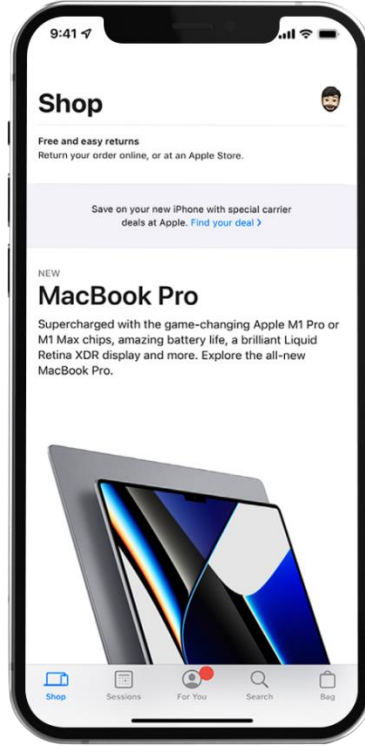 9:41
Shop
Free and easy returns
Return your order online, or at an Apple Store.
Save on your new iPhone with special carrier
deals at Apple. Find your deal >
NEW
MacBook Pro
Supercharged with the game-changing Apple M1 Pro or
M1 Max chips, amazing battery life, a brilliant Liquid
Retina XDR display and more. Explore the all-new
MacBook Pro.
Shop Sessions For You Search Bag